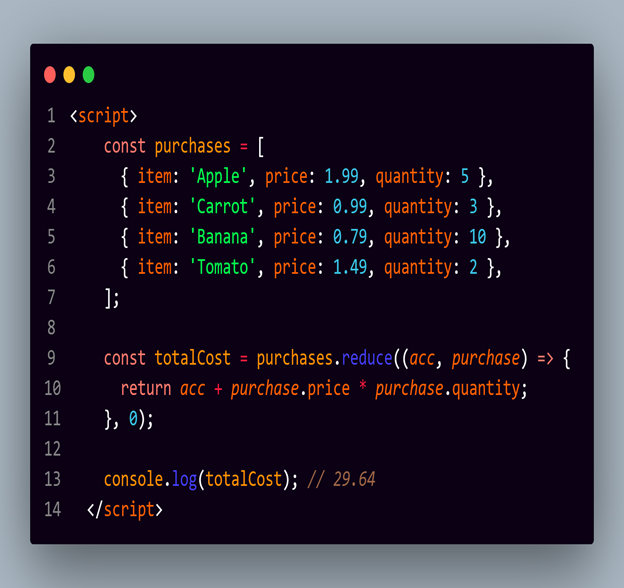 1 <script>
2 const purchases = [
3 { item: 'Apple', price: 1.99, quantity: 5 },
4 { item: 'Carrot', price: 0.99, quantity: 3 },
5 { item: 'Banana', price: 0.79, quantity: 10 },
6 { item: 'Tomato', price: 1.49, quantity: 2 },
7 ];
8
9 const totalCost = purchases.reduce((acc, purchase) => {
10 return acc + purchase.price * purchase.quantity;
11 }, 0);
12
13 console.log(totalCost); // 29.64
14 </script>